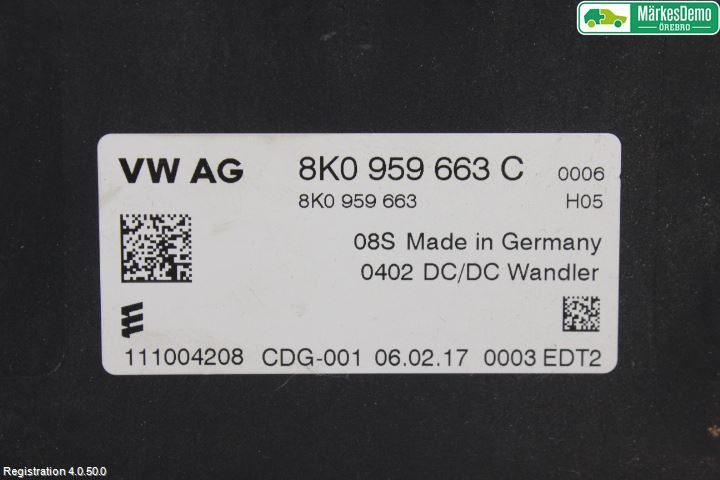 MärkesDemo
ÖREBRO
VW AG 8K0 959 663 C 0006
8K0 959 663 H05
08S Made in Germany
0402 DC/DC Wandler
111004208 CDG-001 06.02.17 0003 EDT2
Registration 4.0.50.0